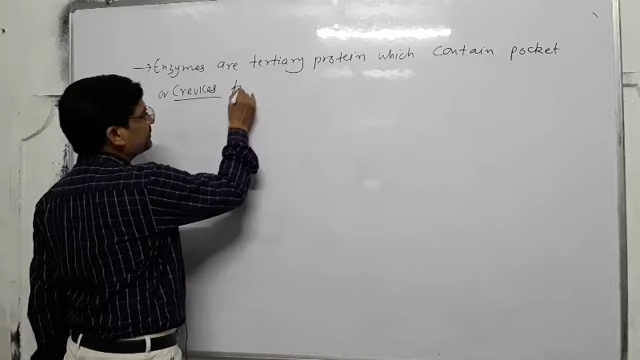 → Enzymes are tertiary protein which contain pocket
or Crevices